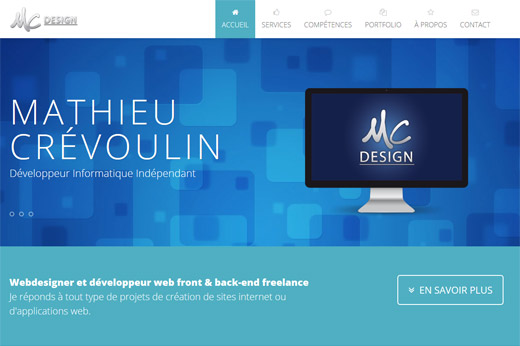 MC DESIGN
ACCUEIL
SERVICES
COMPÉTENCES
PORTFOLIO
À PROPOS
CONTACT
MATHIEU
CRÉVOULIN
Développeur Informatique Indépendant
MC
DESIGN
Webdesigner et développeur web front & back-end freelance
Je réponds à tout type de projets de création de sites internet ou
d'applications web.
EN SAVOIR PLUS